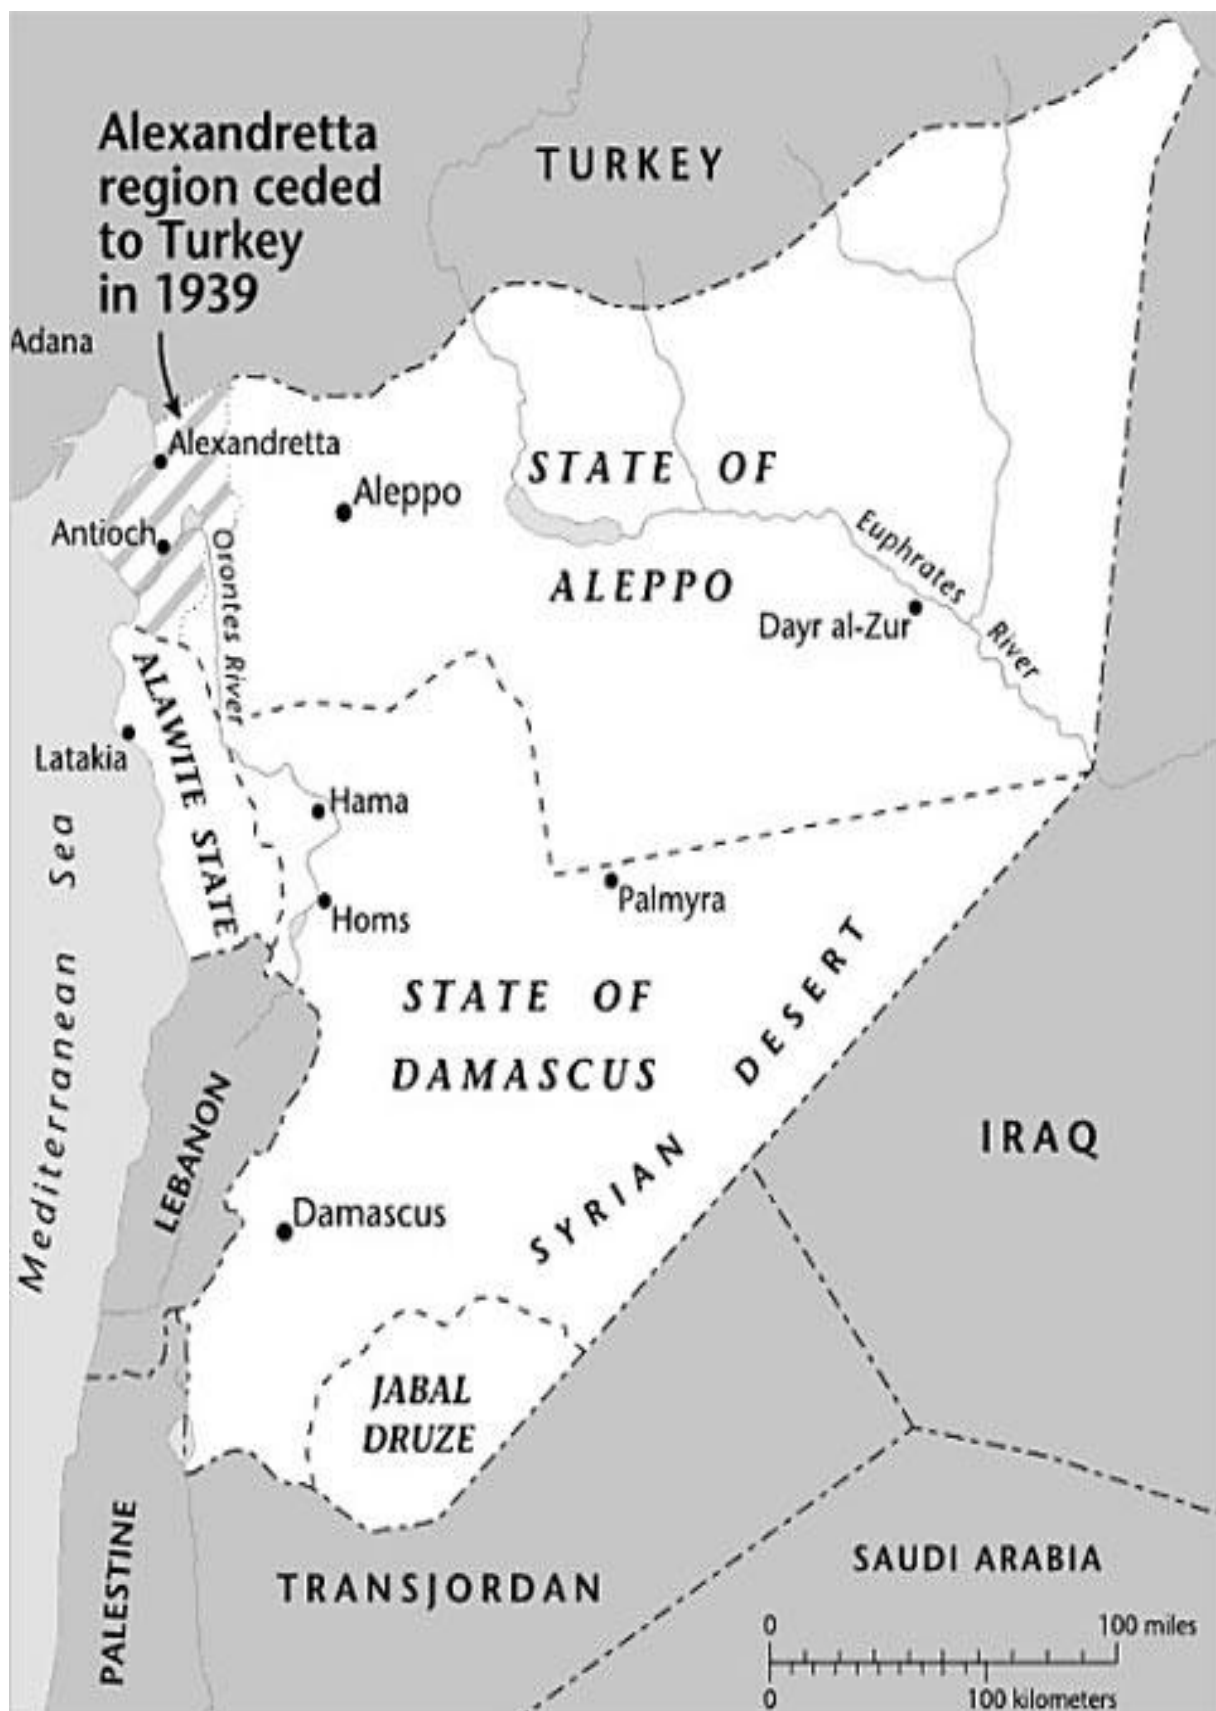 Alexandretta
region ceded
to Turkey
in 1939
TURKEY
Adana
Alexandretta
Aleppo
Antioch
Orontes River
STATE OF
ALEPPO
Euphrates
River
Dayr al-Zur
ALAWITE STATE
Latakia
Hama
Homs
Palmyra
Mediterranean Sea
STATE OF
DAMASCUS
SYRIAN DESERT
IRAQ
LEBANON
Damascus
JABAL
DRUZE
PALESTINE
TRANSJORDAN
SAUDI ARABIA
0 100 miles
0 100 kilometers